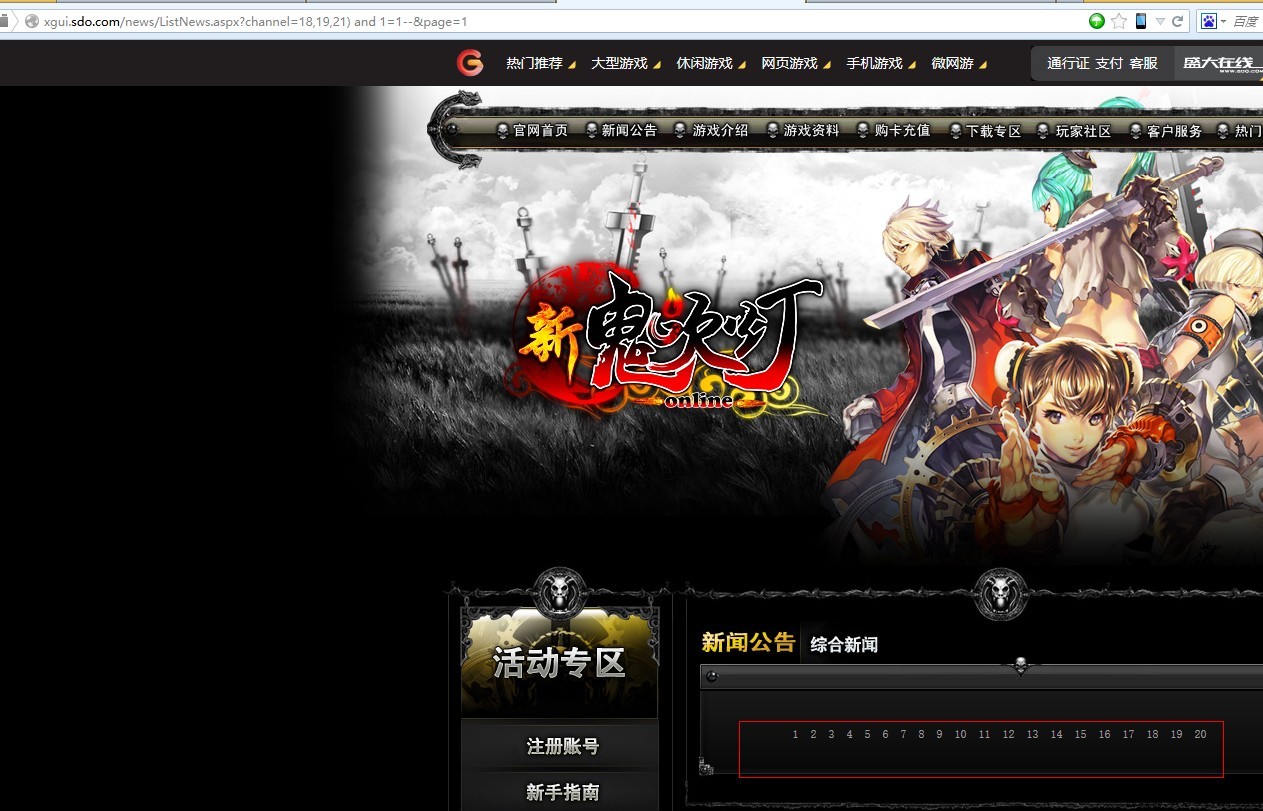 xgui.sdo.com/news/ListNews.aspx?channel=18,19,21) and 1=1--&page=1
百度
热门推荐 大型游戏 休闲游戏 网页游戏 手机游戏 微网游 通行证 支付 客服 盛大在线
www.sdo.co
官网首页 新闻公告 游戏介绍 游戏资料 购卡充值 下载专区 玩家社区 客户服务 热门
新鬼吹灯
online
新闻公告 综合新闻
活动专区
1 2 3 4 5 6 7 8 9 10 11 12 13 14 15 16 17 18 19 20
注册账号
新手指南